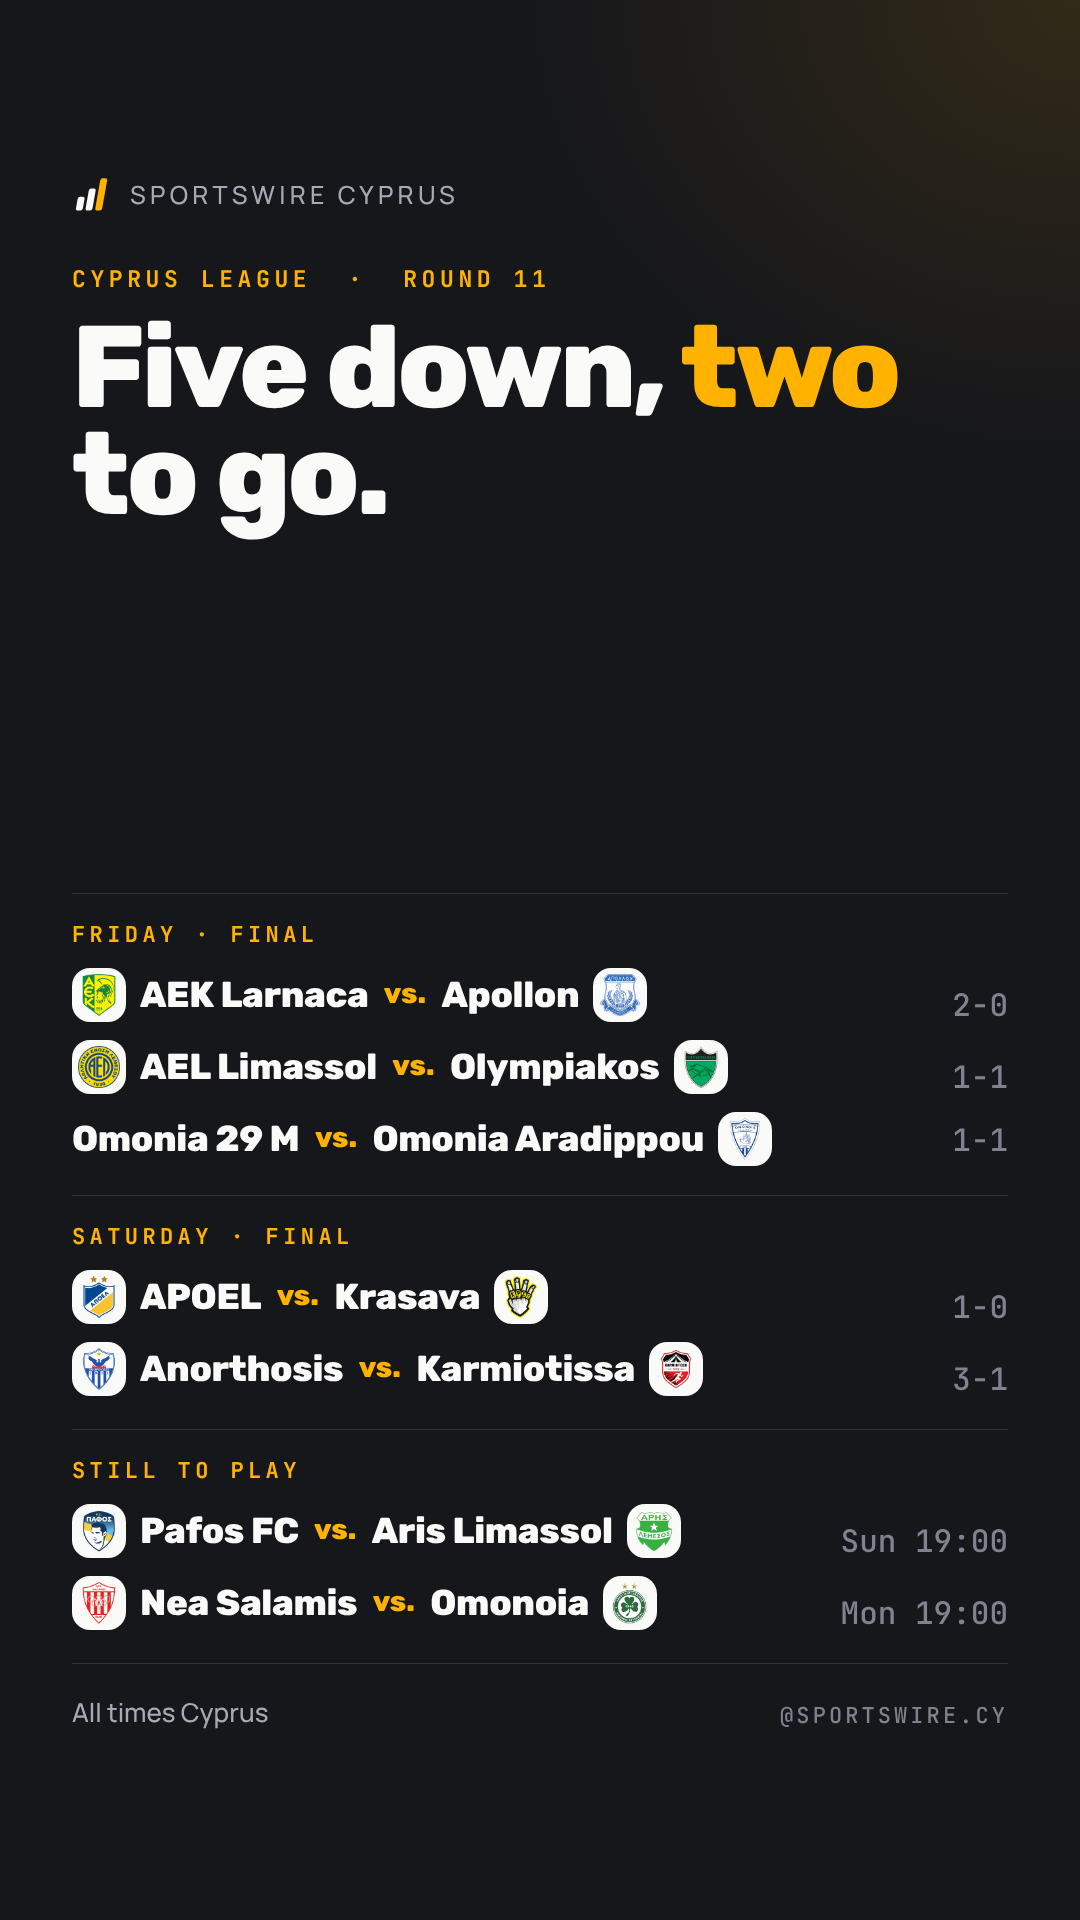 SPORTSWIRE CYPRUS
CYPRUS LEAGUE · ROUND 11
Five down, two
to go.
FRIDAY · FINAL
AEK Larnaca vs. Apollon 2-0
AEL Limassol vs. Olympiakos 1-1
Omonia 29 M vs. Omonia Aradippou 1-1
SATURDAY · FINAL
APOEL vs. Krasava 1-0
Anorthosis vs. Karmiotissa 3-1
STILL TO PLAY
Pafos FC vs. Aris Limassol Sun 19:00
Nea Salamis vs. Omonoia Mon 19:00
All times Cyprus @SPORTSWIRE.CY